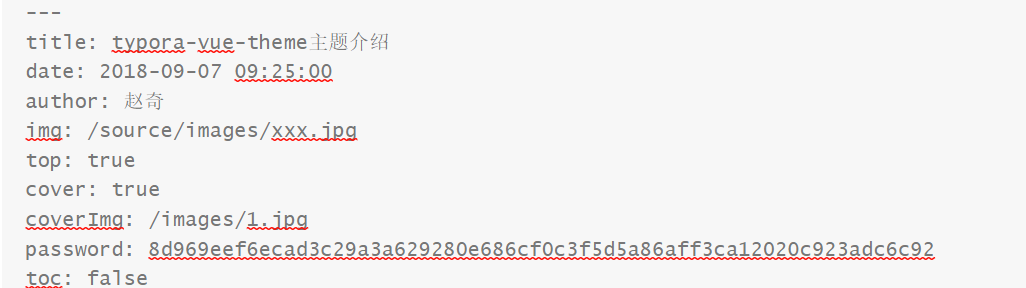 ---
title: typora-vue-theme主题介绍
date: 2018-09-07 09:25:00
author: 赵奇
img: /source/images/xxx.jpg
top: true
cover: true
coverImg: /images/1.jpg
password: 8d969eef6ecad3c29a3a629280e686cf0c3f5d5a86aff3ca12020c923adc6c92
toc: false